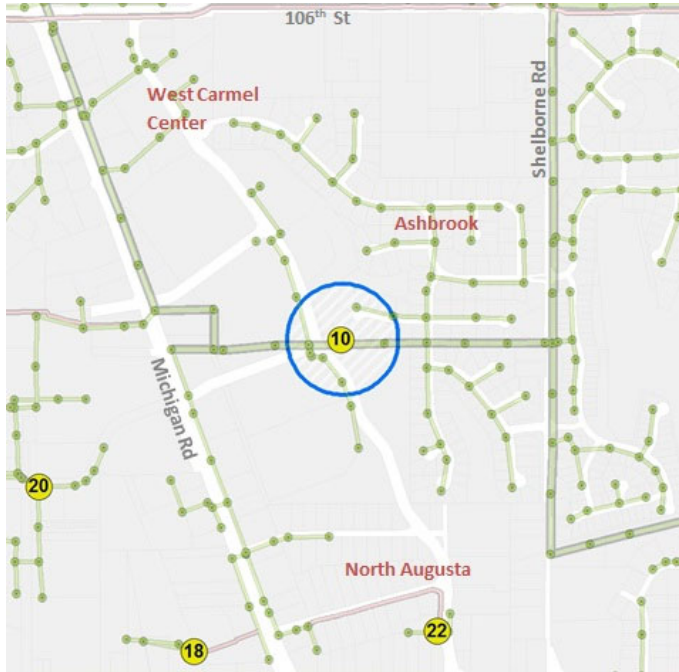 106th St
West Carmel
Center
Shelborne Rd
Ashbrook
10
Michigan Rd
20
North Augusta
18
22